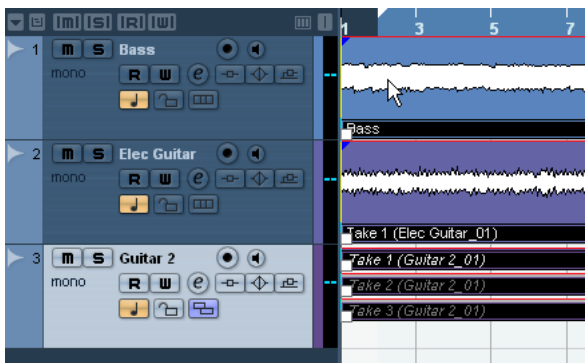 m S R W
1 3 5 7
1 m S Bass
mono R W e
Bass
2 m S Elec Guitar
mono R W e
Take 1 (Elec Guitar_01)
3 m S Guitar 2
mono R W e
Take 1 (Guitar 2_01)
Take 2 (Guitar 2_01)
Take 3 (Guitar 2_01)